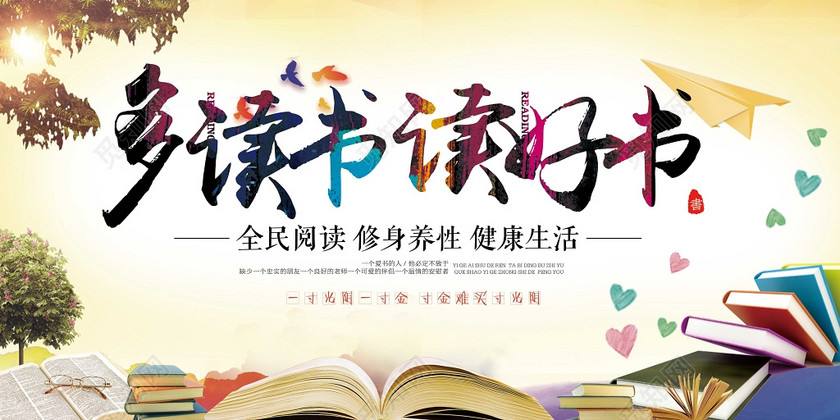 多读书读好书
READING
READING
書
全民阅读 修身养性 健康生活
一个爱书的人/他必定不致于
缺少一个忠实的朋友一个良好的老师一个可爱的伴侣一个温情的安慰者
YI GE AI SHU DE REN TA BI DING BU ZHI YU
QUE SHAO YI GE ZHONG SHI DE PENG YOU
一寸光阴一寸金 寸金难买寸光阴